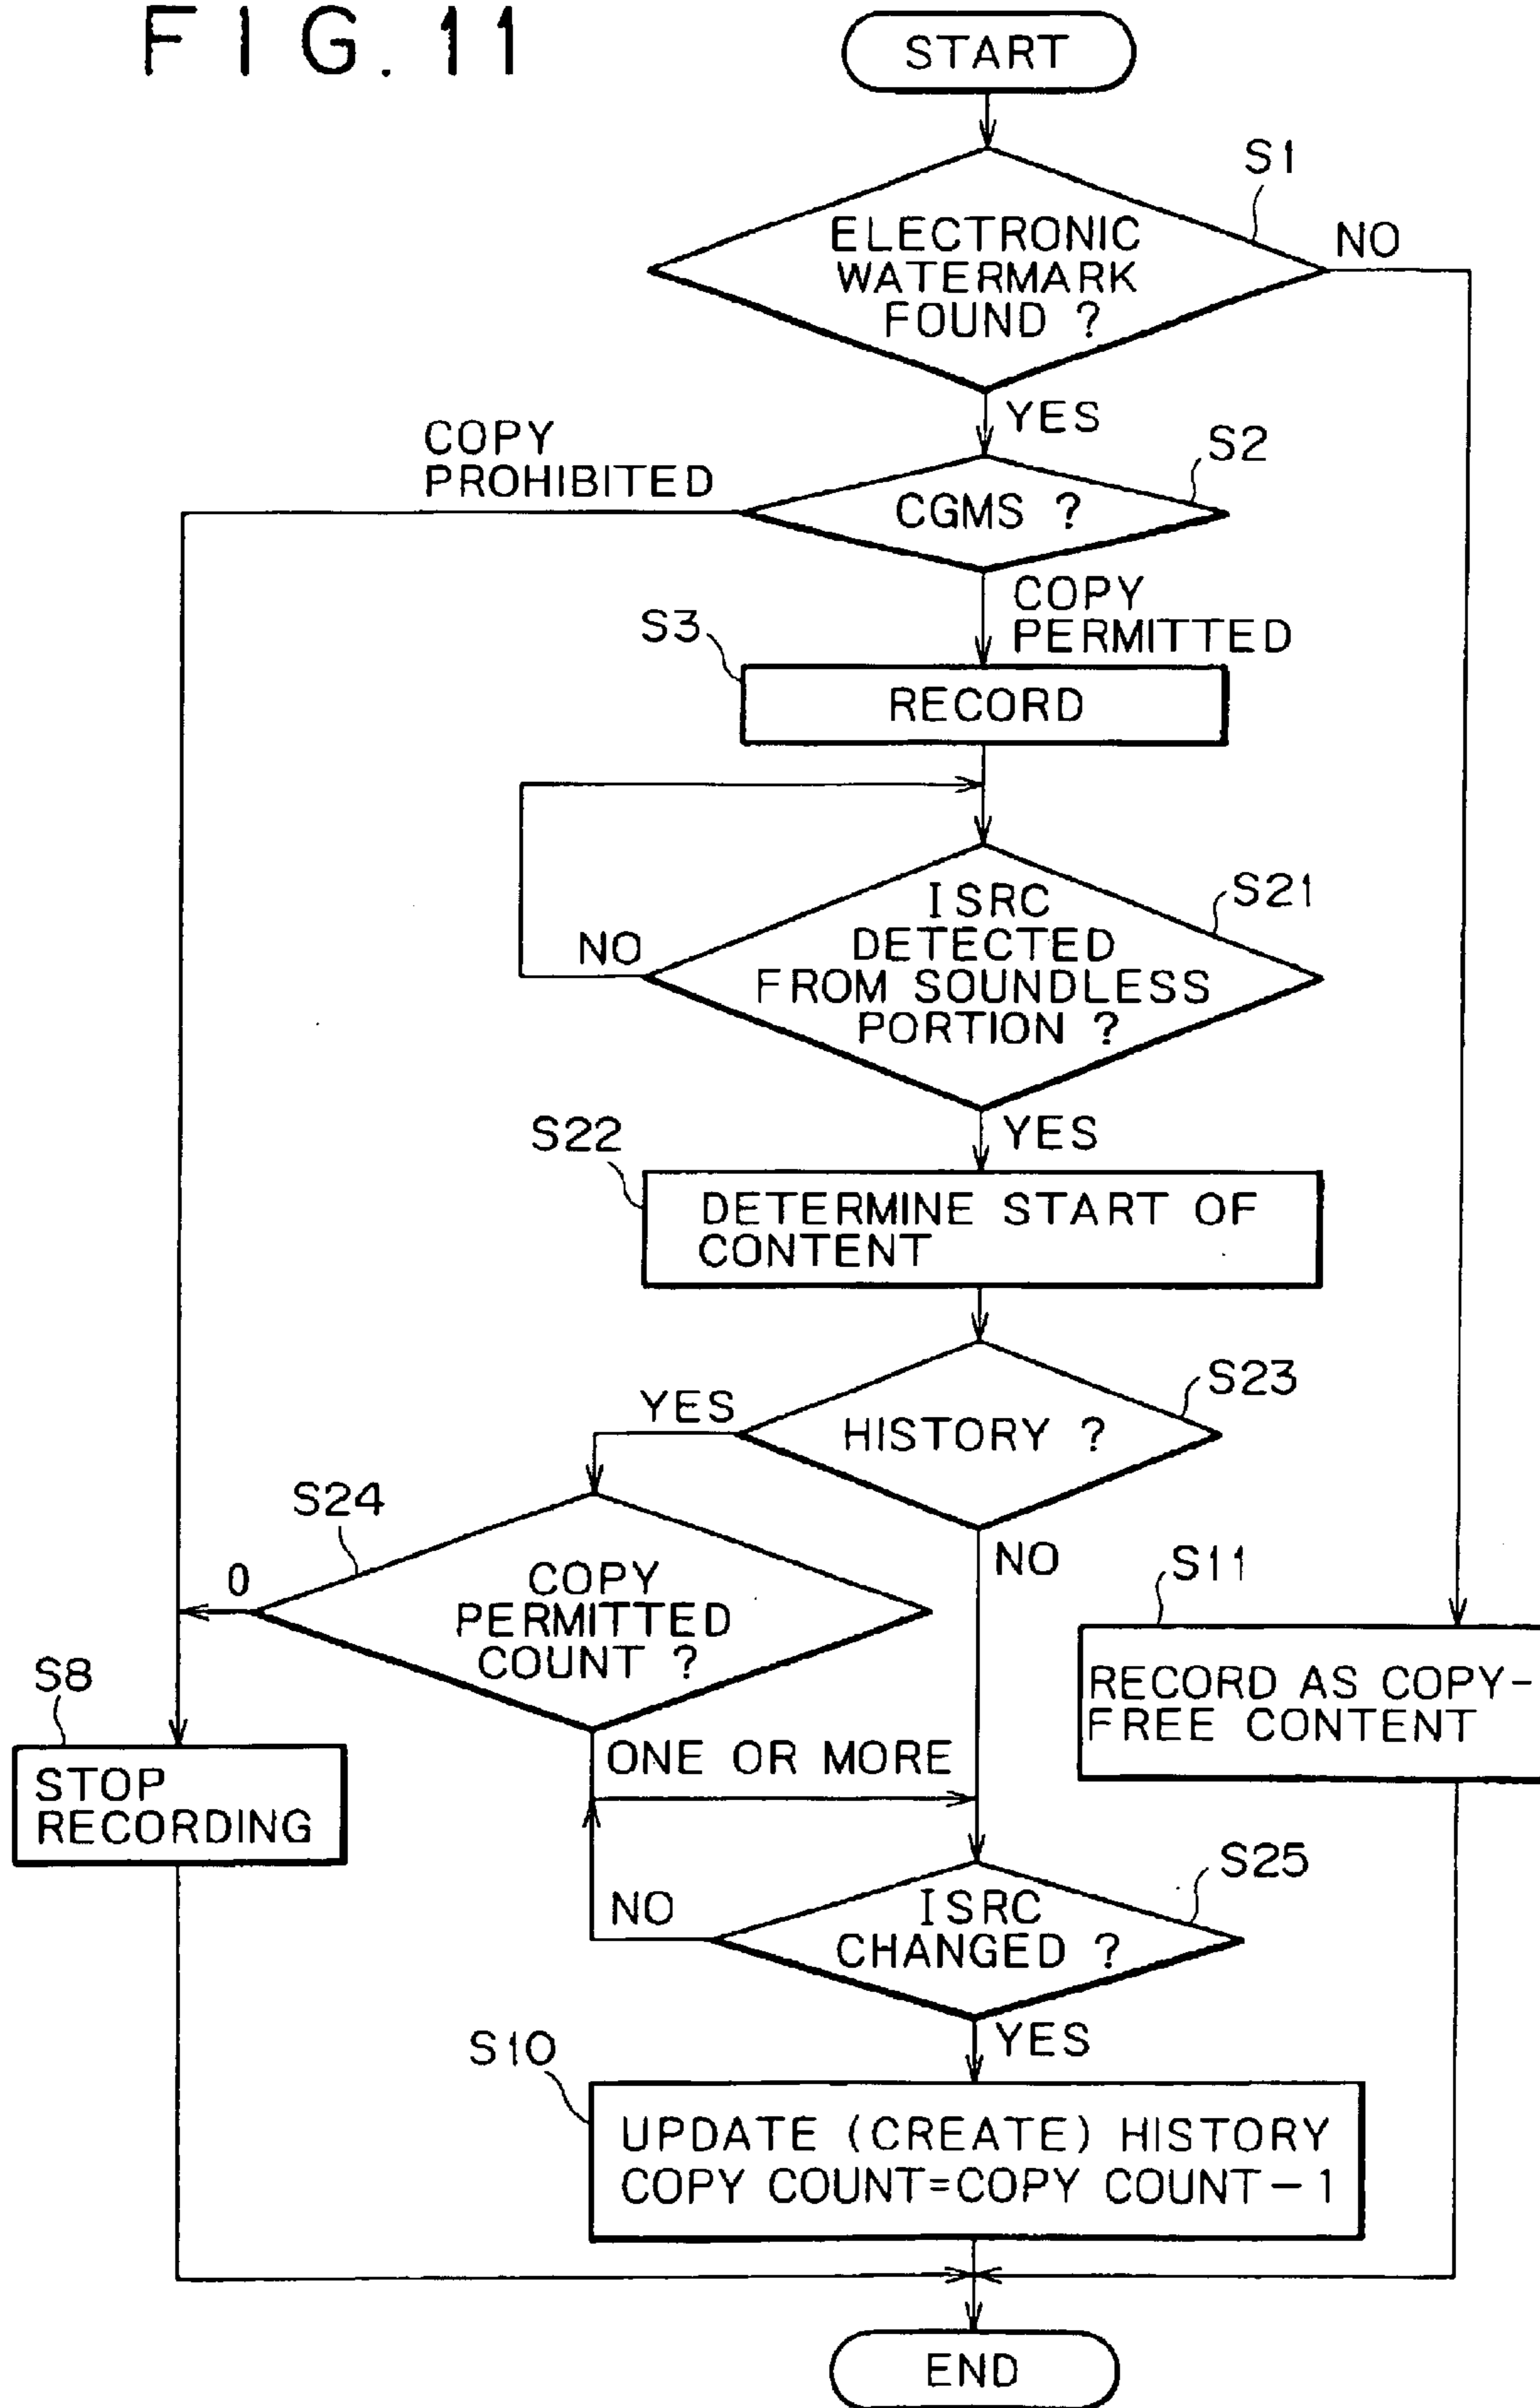 FIG. 11
START
S1
ELECTRONIC
WATERMARK
FOUND ?
NO
YES
COPY
PROHIBITED
S2
CGMS ?
COPY
PERMITTED
S3
RECORD
S21
ISRC
DETECTED
FROM SOUNDLESS
PORTION ?
NO
YES
S22
DETERMINE START OF
CONTENT
S23
HISTORY ?
YES
NO
S24
COPY
PERMITTED
COUNT ?
0
ONE OR MORE
S11
RECORD AS COPY-
FREE CONTENT
S8
STOP
RECORDING
S25
ISRC
CHANGED ?
NO
YES
S10
UPDATE (CREATE) HISTORY
COPY COUNT=COPY COUNT-1
END